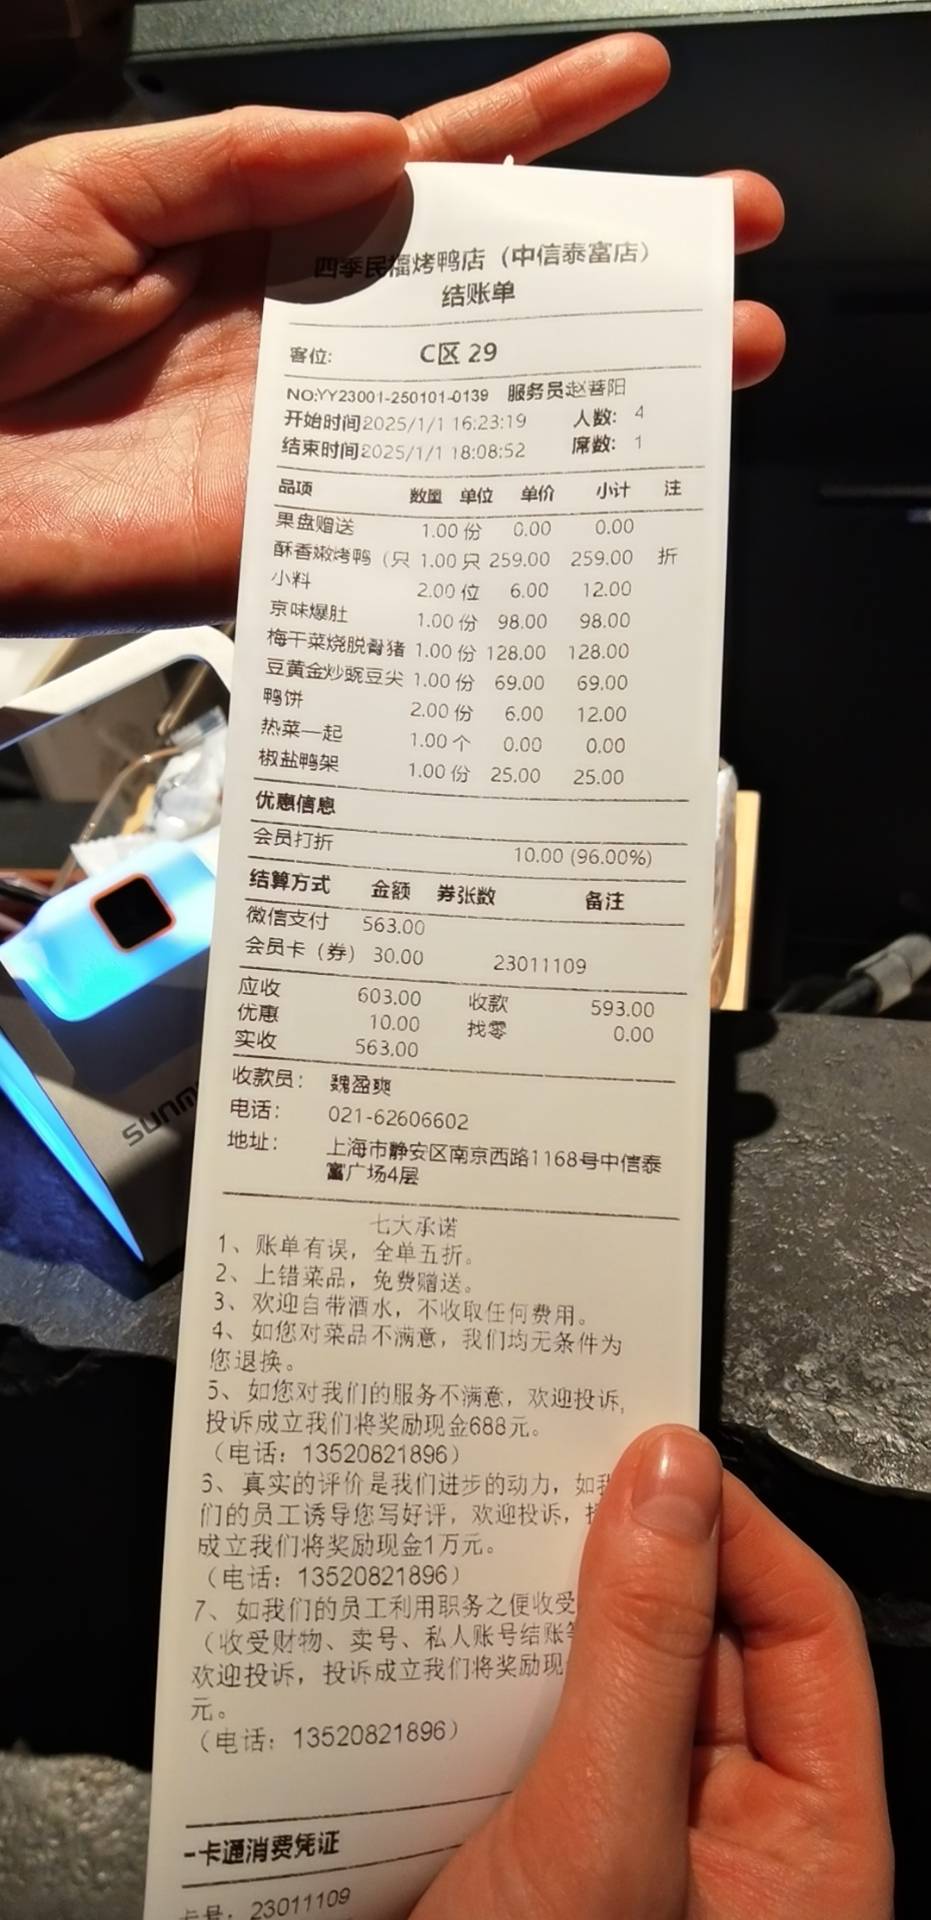 四季民福烤鸭店（中信泰富店）
结账单
客位: C区 29
NO:YY23001-250101-0139 服务员赵蕶阳
开始时间2025/1/1 16:23:19 人数: 4
结束时间2025/1/1 18:08:52 席数: 1
品项 数量 单位 单价 小计 注
果盘赠送 1.00 份 0.00 0.00
酥香嫩烤鸭（只 1.00 只 259.00 259.00 折
小料 2.00 位 6.00 12.00
京味爆肚 1.00 份 98.00 98.00
梅干菜烧脱骨猪 1.00 份 128.00 128.00
豆黄金炒豌豆尖 1.00 份 69.00 69.00
鸭饼 2.00 份 6.00 12.00
热菜一起 1.00 个 0.00 0.00
椒盐鸭架 1.00 份 25.00 25.00
优惠信息
会员打折 10.00 (96.00%)
结算方式 金额 券张数 备注
微信支付 563.00
会员卡（券） 30.00 23011109
应收 603.00 收款 593.00
优惠 10.00 找零 0.00
实收 563.00
收款员: 魏盈爽
电话: 021-62606602
地址: 上海市静安区南京西路1168号中信泰
富广场4层
七大承诺
1、账单有误，全单五折。
2、上错菜品，免费赠送。
3、欢迎自带酒水，不收取任何费用。
4、如您对菜品不满意，我们均无条件为
您退换。
5、如您对我们的服务不满意，欢迎投诉,
投诉成立我们将奖励现金688元。
（电话：13520821896）
6、真实的评价是我们进步的动力，如我
们的员工诱导您写好评，欢迎投诉，
成立我们将奖励现金1万元。
（电话：13520821896）
7、如我们的员工利用职务之便收受
（收受财物、卖号、私人账号结账
欢迎投诉，投诉成立我们将奖励现
元。
（电话：13520821896）
-卡通消费凭证
卡号: 23011109
SUNM